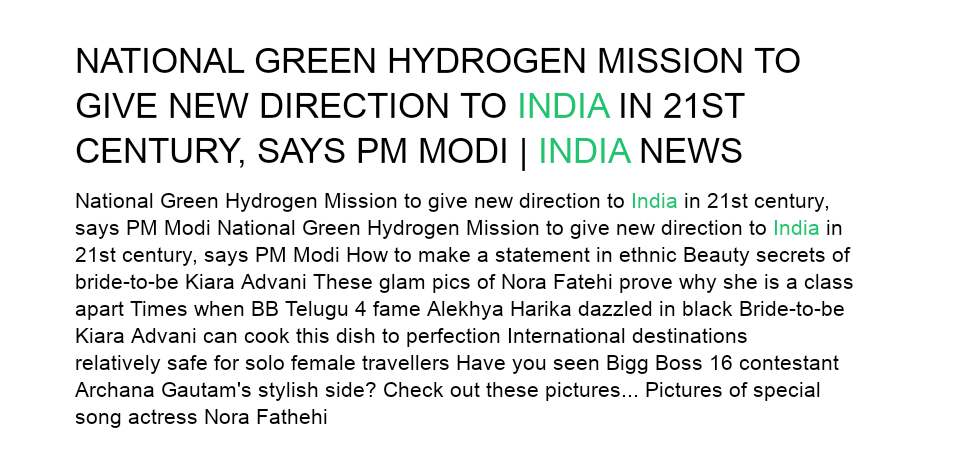 NATIONAL GREEN HYDROGEN MISSION TO
GIVE NEW DIRECTION TO INDIA IN 21ST
CENTURY, SAYS PM MODI | INDIA NEWS
National Green Hydrogen Mission to give new direction to India in 21st century,
says PM Modi National Green Hydrogen Mission to give new direction to India in
21st century, says PM Modi How to make a statement in ethnic Beauty secrets of
bride-to-be Kiara Advani These glam pics of Nora Fatehi prove why she is a class
apart Times when BB Telugu 4 fame Alekhya Harika dazzled in black Bride-to-be
Kiara Advani can cook this dish to perfection International destinations
relatively safe for solo female travellers Have you seen Bigg Boss 16 contestant
Archana Gautam's stylish side? Check out these pictures... Pictures of special
song actress Nora Fathehi